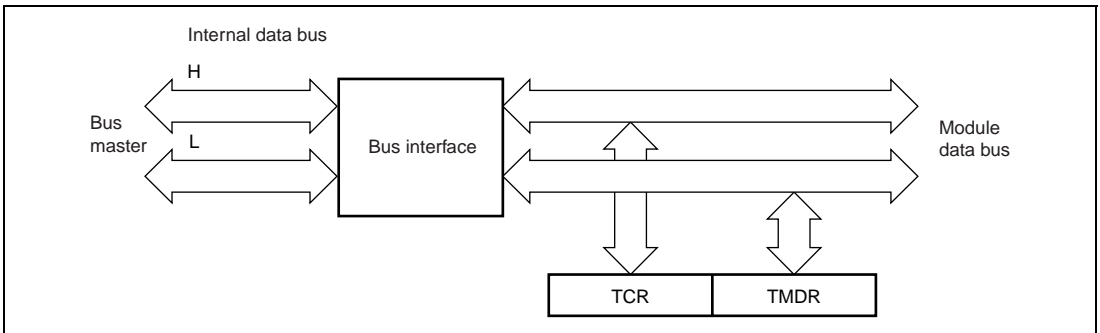 Internal data bus
H
Bus
master
L
Bus interface
Module
data bus
TCR
TMDR